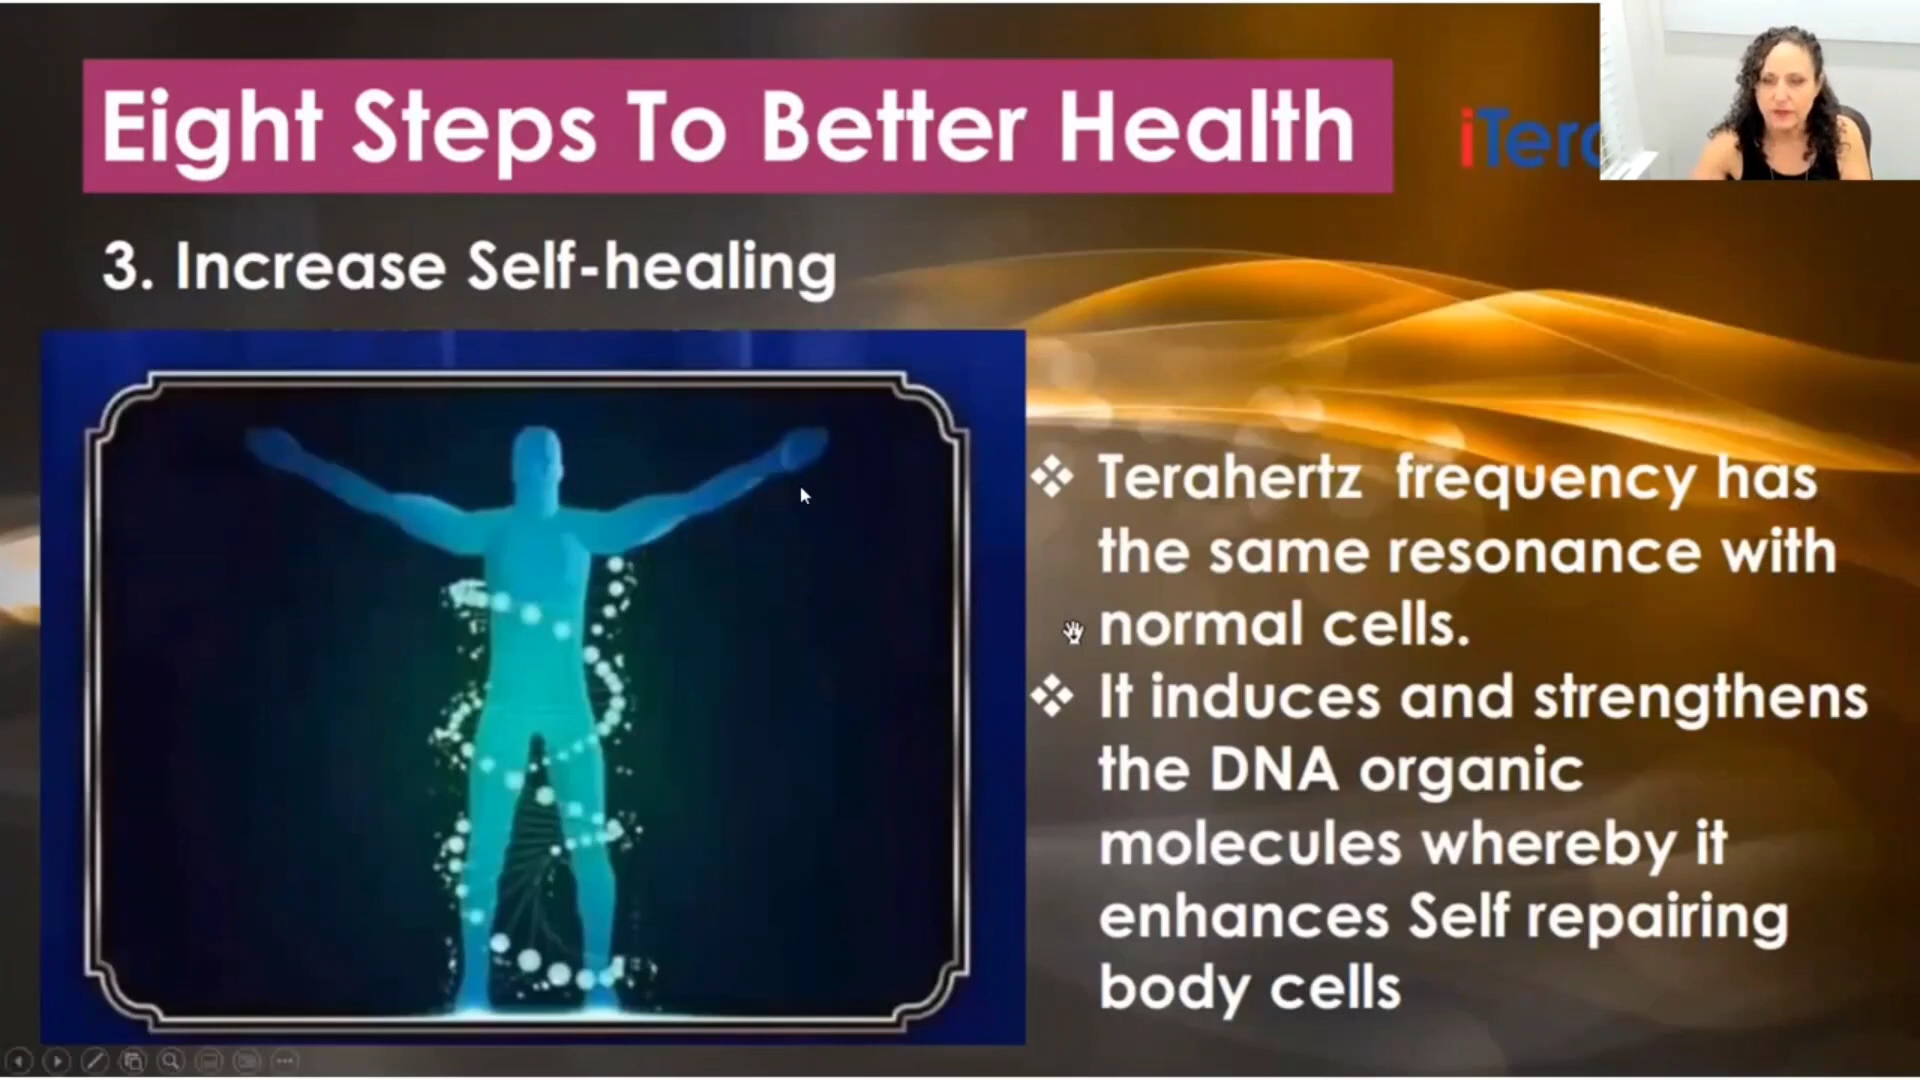 Eight Steps To Better Health
iTera
3. Increase Self-healing
❖ Terahertz frequency has
the same resonance with
normal cells.
❖ It induces and strengthens
the DNA organic
molecules whereby it
enhances Self repairing
body cells